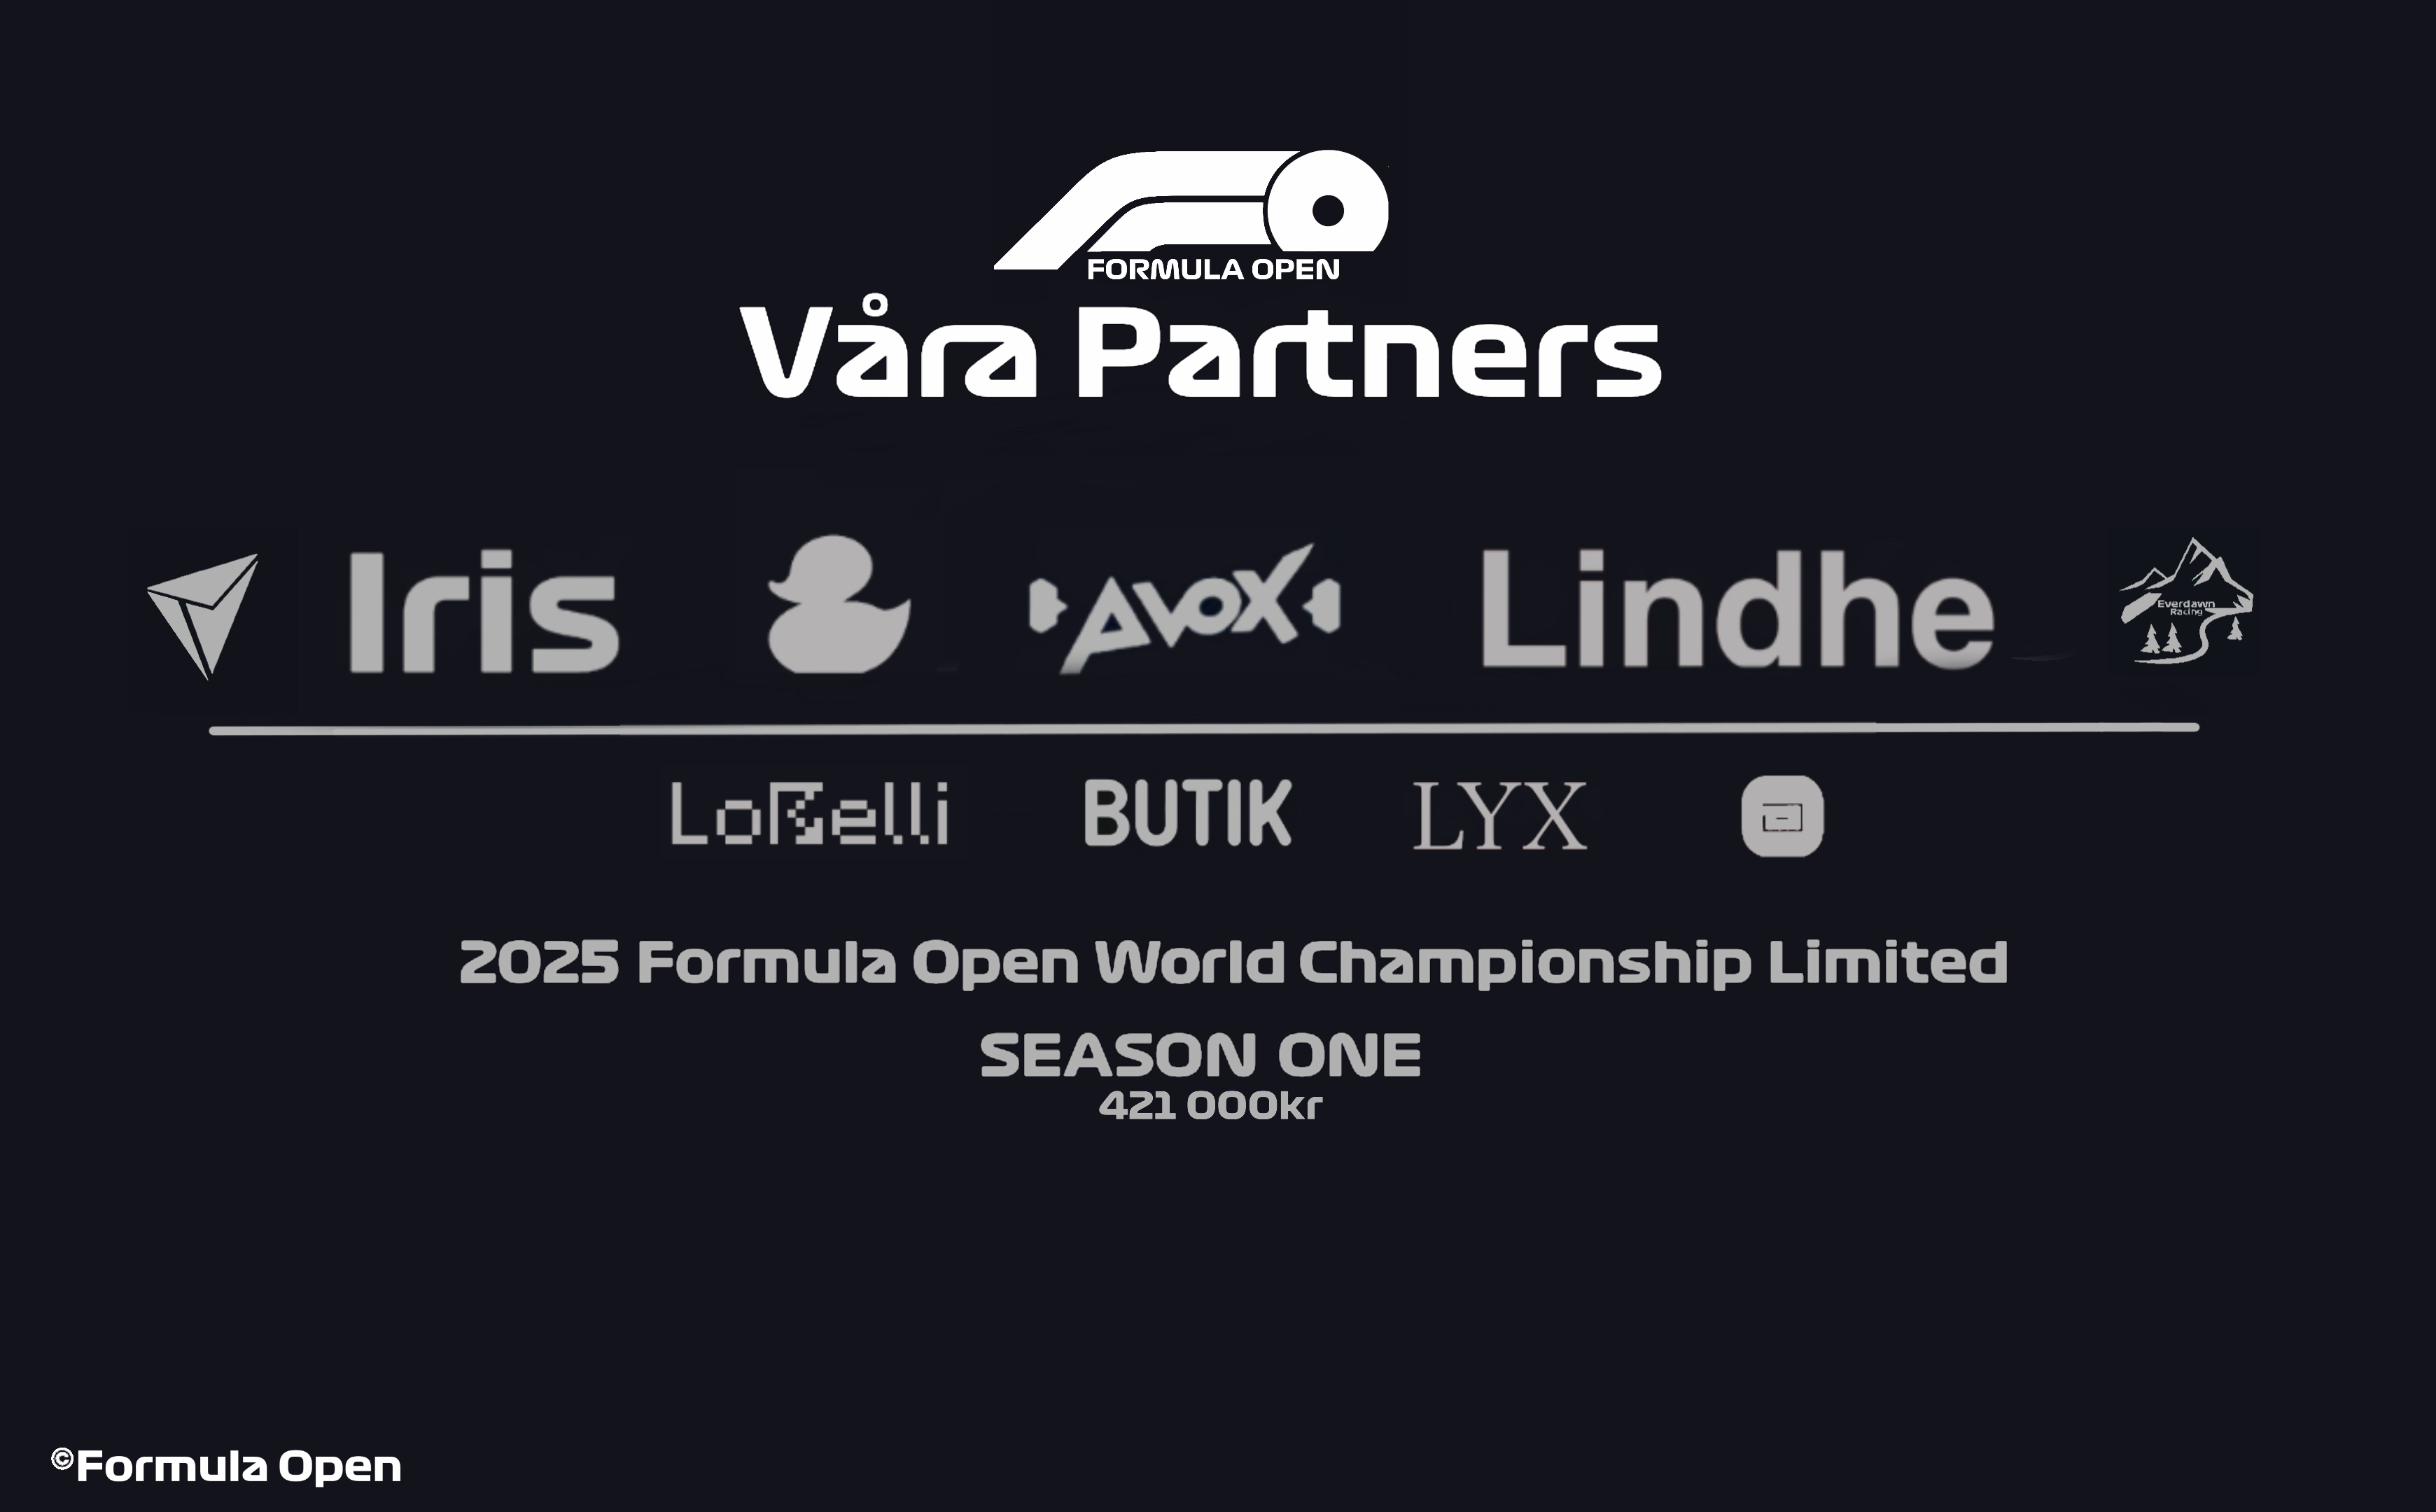 FORMULA OPEN
Våra Partners
Iris AVOX Lindhe Everdawn
Racing
LoRelli BUTIK LYX
2025 Formula Open World Championship Limited
SEASON ONE
421 000kr
©Formula Open